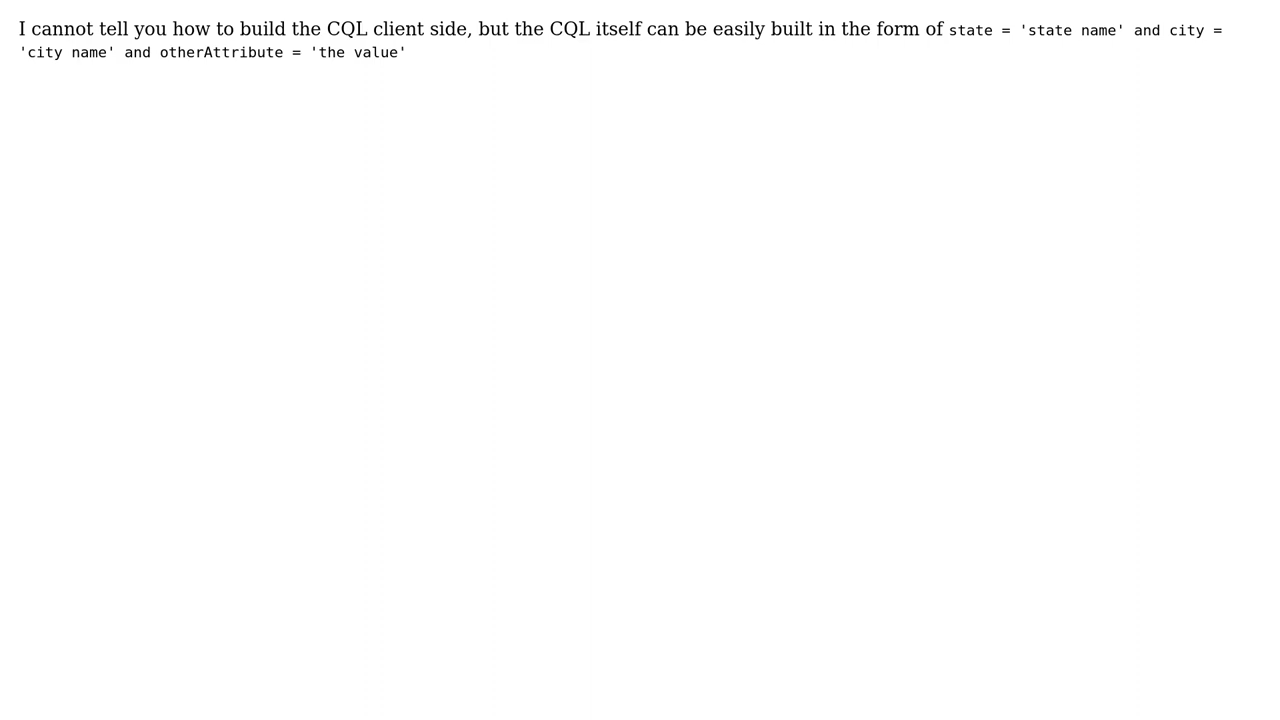 I cannot tell you how to build the CQL client side, but the CQL itself can be easily built in the form of state = 'state name' and city =
'city name' and otherAttribute = 'the value'